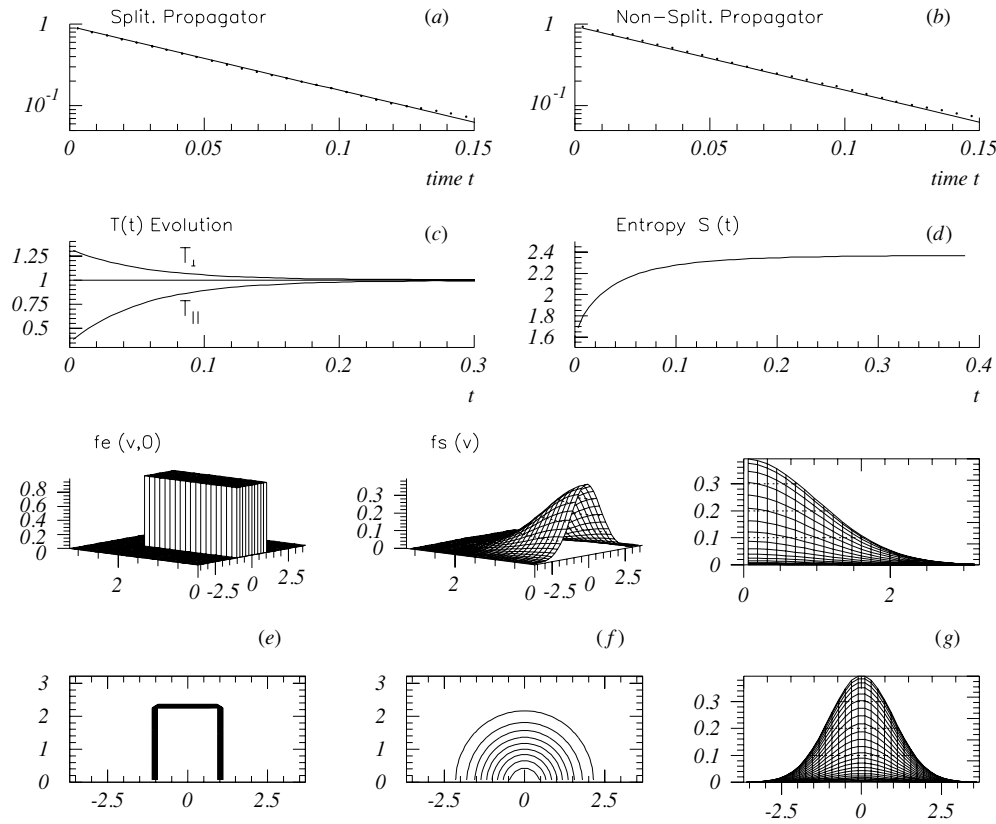 Split. Propagator (a)
1
10⁻¹
0 0.05 0.1 0.15
time t
Non-Split. Propagator (b)
1
10⁻¹
0 0.05 0.1 0.15
time t
T(t) Evolution (c)
1.25
1
0.75
0.5
T⊥
T||
0 0.1 0.2 0.3
t
Entropy S (t) (d)
2.4
2.2
2
1.8
1.6
0 0.1 0.2 0.3 0.4
t
fe (v,0)
0.8
0.6
0.4
0.2
0
2
0 -2.5 0 2.5
fs (v)
0.3
0.2
0.1
0
2
0 -2.5 0 2.5
0.3
0.2
0.1
0
0 2
(e)
3
2
1
0
-2.5 0 2.5
(f)
3
2
1
0
-2.5 0 2.5
(g)
0.3
0.2
0.1
0
-2.5 0 2.5